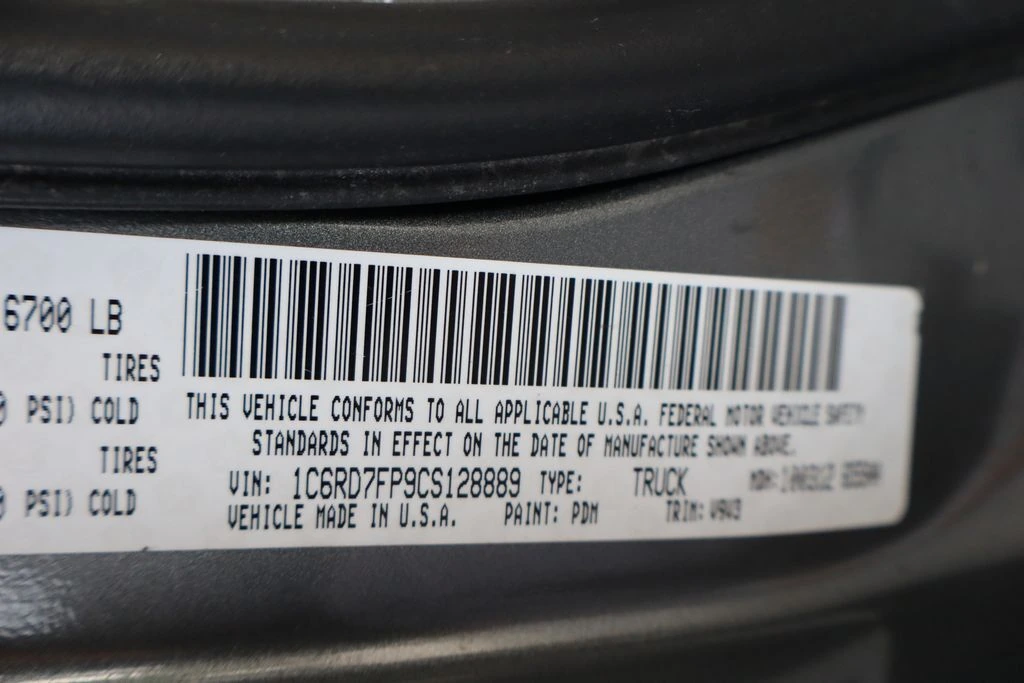 6700 LB
TIRES
PSI) COLD
TIRES
PSI) COLD
THIS VEHICLE CONFORMS TO ALL APPLICABLE U.S.A. FEDERAL MOTOR VEHICLE SAFETY
STANDARDS IN EFFECT ON THE DATE OF MANUFACTURE SHOWN ABOVE.
VIN: 1C6RD7FP9CS128889 TYPE: TRUCK MDH:
VEHICLE MADE IN U.S.A. PAINT: PDM TRIM: V9V3